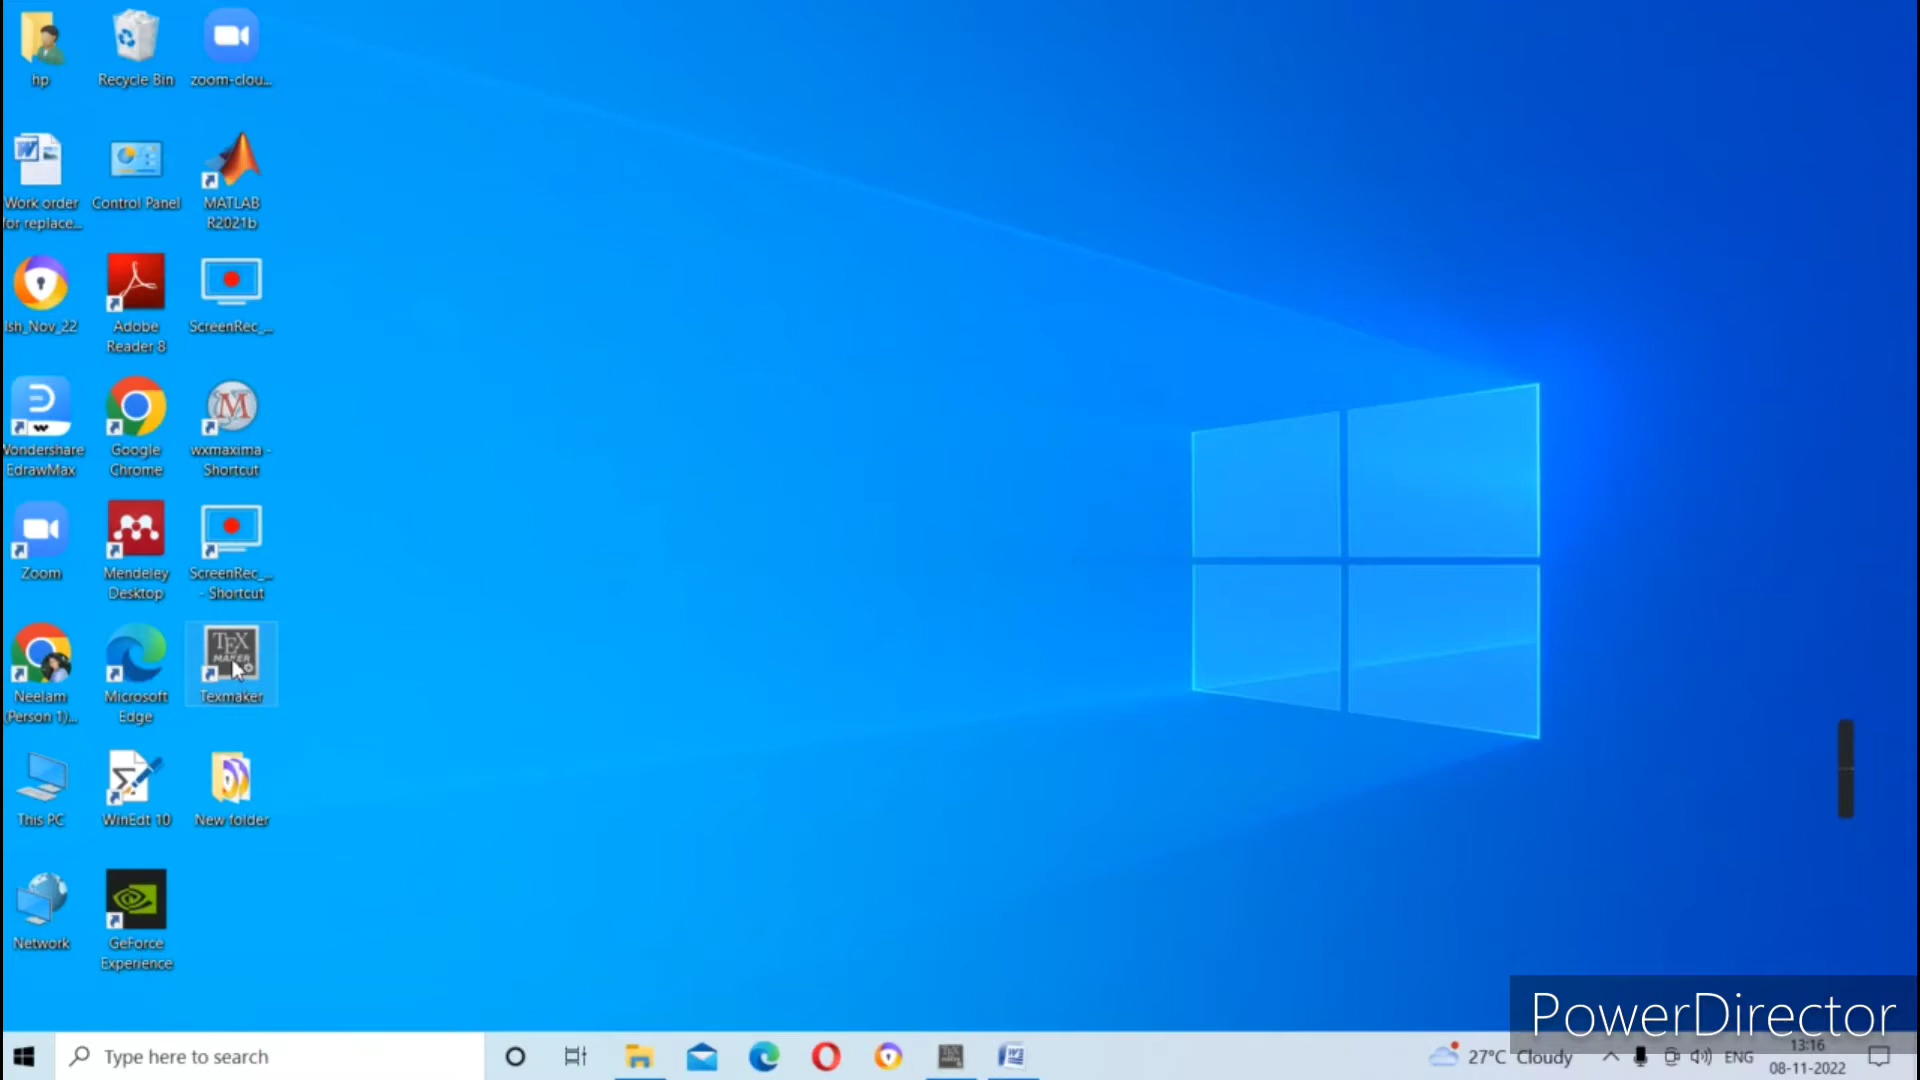 hp
Recycle Bin
zoom-clou...
Work order
for replace...
Control Panel
MATLAB
R2021b
Ish_Nov_22
Adobe
Reader 8
ScreenRec_...
Wondershare
EdrawMax
Google
Chrome
wxmaxima -
Shortcut
Zoom
Mendeley
Desktop
ScreenRec_...
- Shortcut
TEX
MAKER
Neelam
(Person 1)...
Microsoft
Edge
Texmaker
This PC
WinEdt 10
New folder
Network
GeForce
Experience
PowerDirector
Type here to search
27°C Cloudy
ENG
13:16
08-11-2022